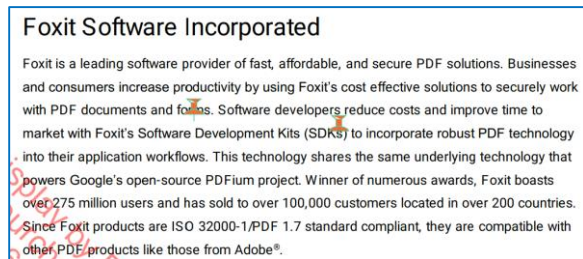 Foxit Software Incorporated
Foxit is a leading software provider of fast, affordable, and secure PDF solutions. Businesses
and consumers increase productivity by using Foxit's cost effective solutions to securely work
with PDF documents and forms. Software developers reduce costs and improve time to
market with Foxit's Software Development Kits (SDKs) to incorporate robust PDF technology
into their application workflows. This technology shares the same underlying technology that
powers Google's open-source PDFium project. Winner of numerous awards, Foxit boasts
over 275 million users and has sold to over 100,000 customers located in over 200 countries.
Since Foxit products are ISO 32000-1/PDF 1.7 standard compliant, they are compatible with
other PDF products like those from Adobe®.